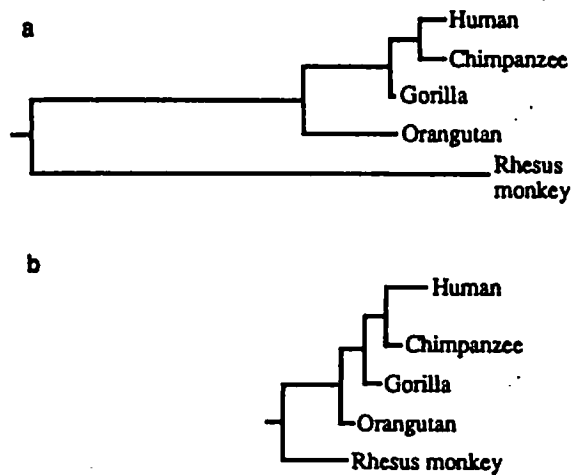 a
Human
Chimpanzee
Gorilla
Orangutan
Rhesus
monkey
b
Human
Chimpanzee
Gorilla
Orangutan
Rhesus monkey